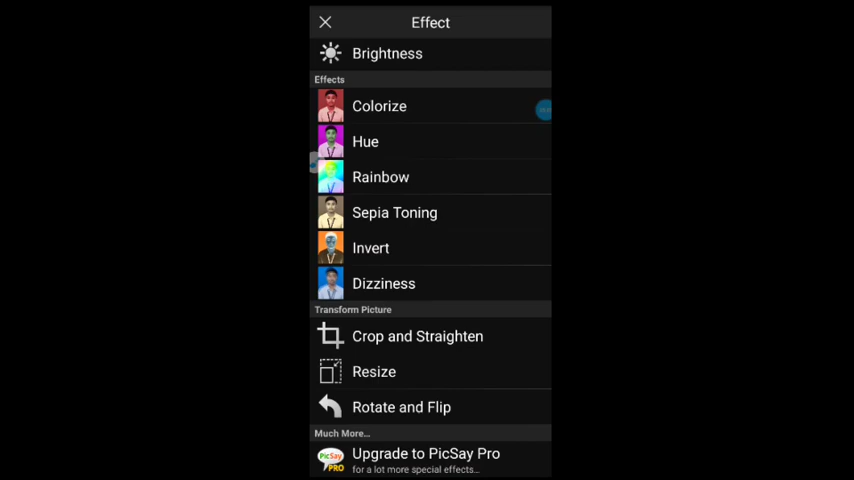 Effect
Brightness
Effects
Colorize
Hue
Rainbow
Sepia Toning
Invert
Dizziness
Transform Picture
Crop and Straighten
Resize
Rotate and Flip
Much More...
Upgrade to PicSay Pro
for a lot more special effects...
PicSay
PRO